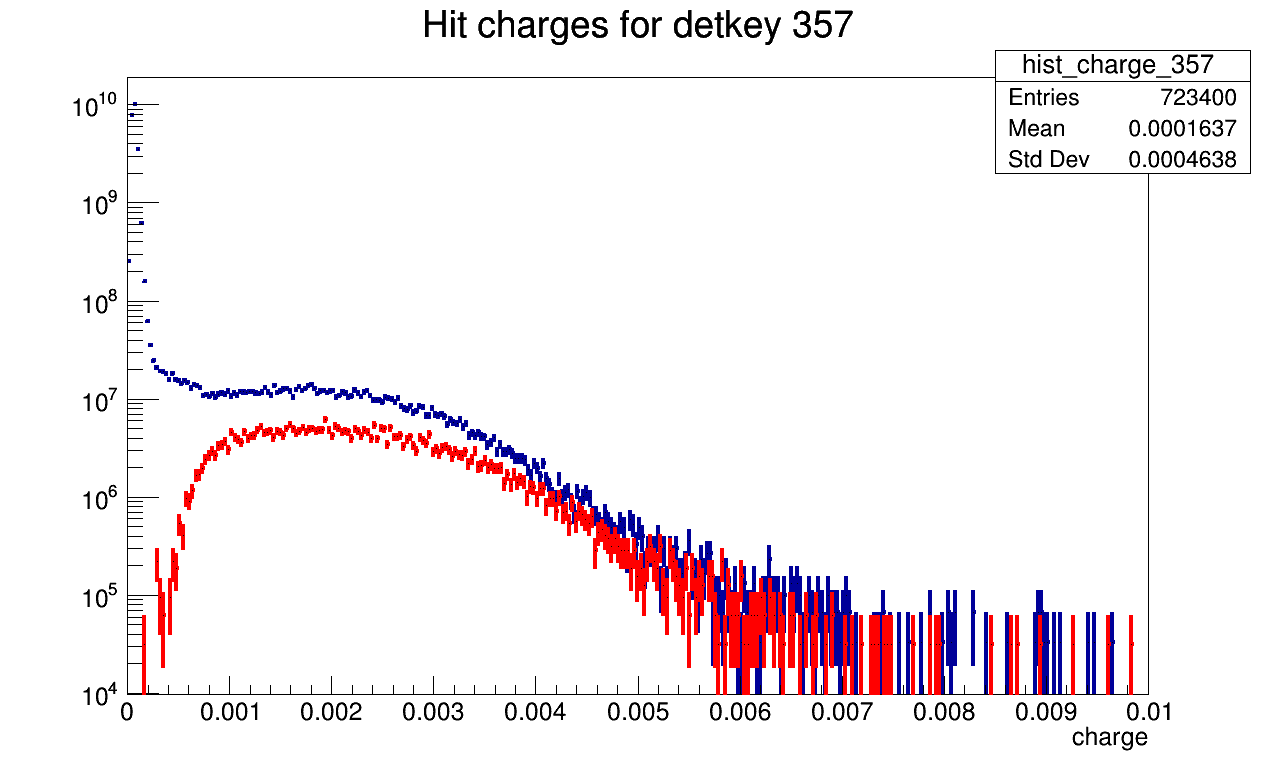 Hit charges for detkey 357
hist_charge_357
Entries 723400
Mean 0.0001637
Std Dev 0.0004638
10^10
10^9
10^8
10^7
10^6
10^5
10^4
0 0.001 0.002 0.003 0.004 0.005 0.006 0.007 0.008 0.009 0.01
charge